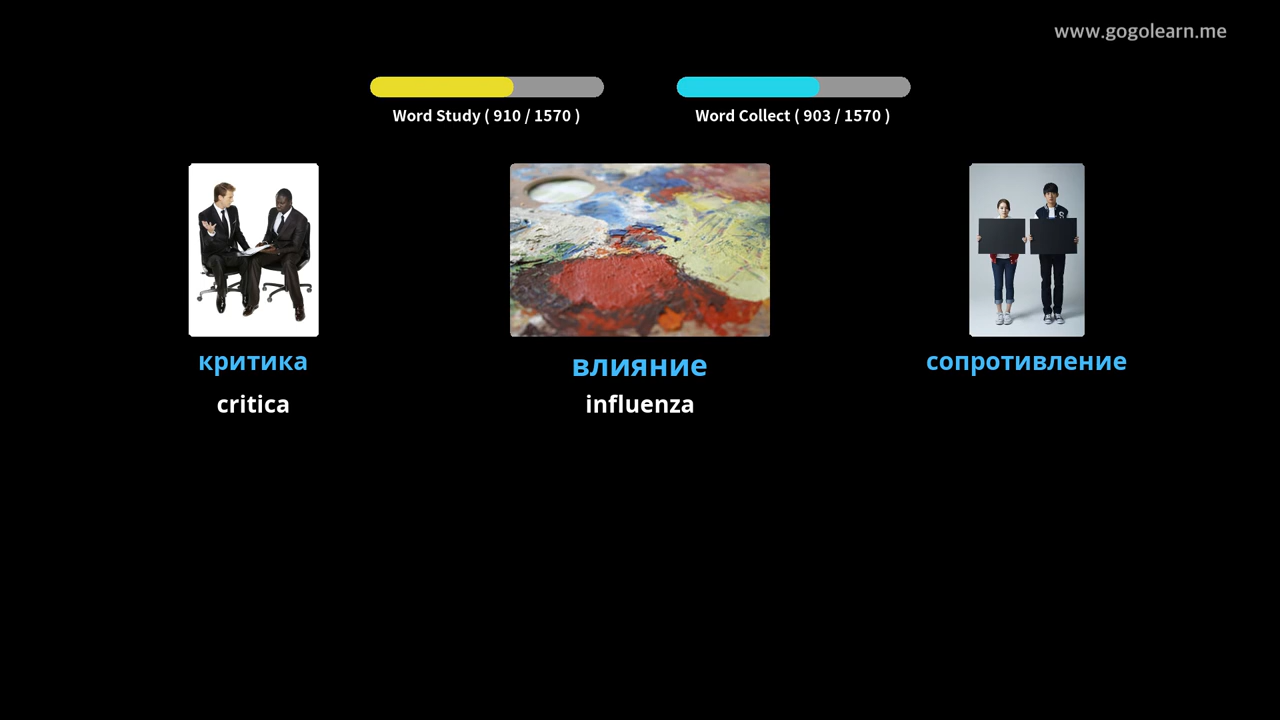 www.gogolearn.me
Word Study ( 910 / 1570 )
Word Collect ( 903 / 1570 )
критика
влияние
сопротивление
critica
influenza